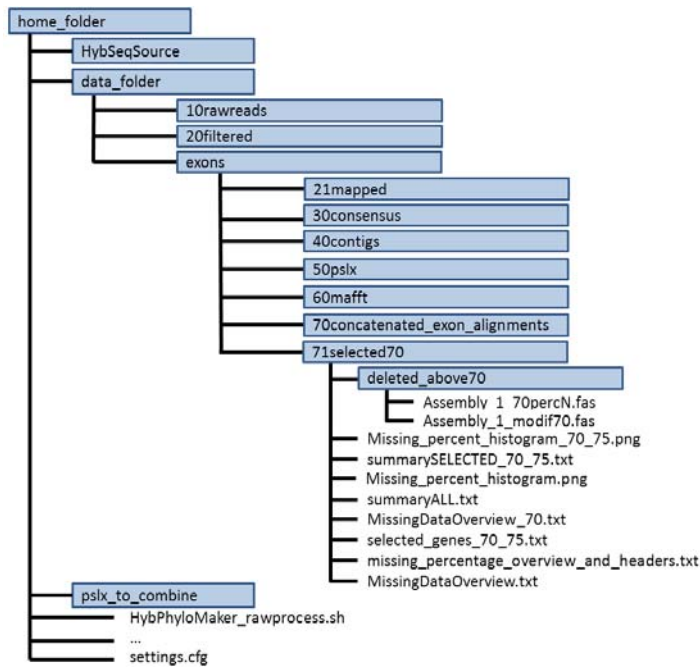 home_folder
HybSeqSource
data_folder
10rawreads
20filtered
exons
21mapped
30consensus
40contigs
50pslx
60mafft
70concatenated_exon_alignments
71selected70
deleted_above70
Assembly_1_70percN.fas
Assembly_1_modif70.fas
Missing_percent_histogram_70_75.png
summarySELECTED_70_75.txt
Missing_percent_histogram.png
summaryALL.txt
MissingDataOverview_70.txt
selected_genes_70_75.txt
missing_percentage_overview_and_headers.txt
MissingDataOverview.txt
pslx_to_combine
HybPhyloMaker_rawprocess.sh
...
settings.cfg